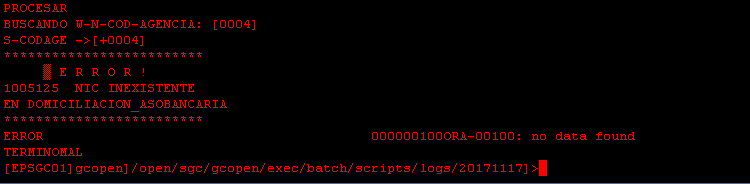 PROCESAR
BUSCANDO W-N-COD-AGENCIA: [0004]
S-CODAGE ->[+0004]
*************************
E R R O R !
1005125 NIC INEXISTENTE
EN DOMICILIACION_ASOBANCARIA
*************************
ERROR 000000100ORA-00100: no data found
TERMINOMAL
[EPSGC01]gcopen]/open/sgc/gcopen/exec/batch/scripts/logs/20171117]>